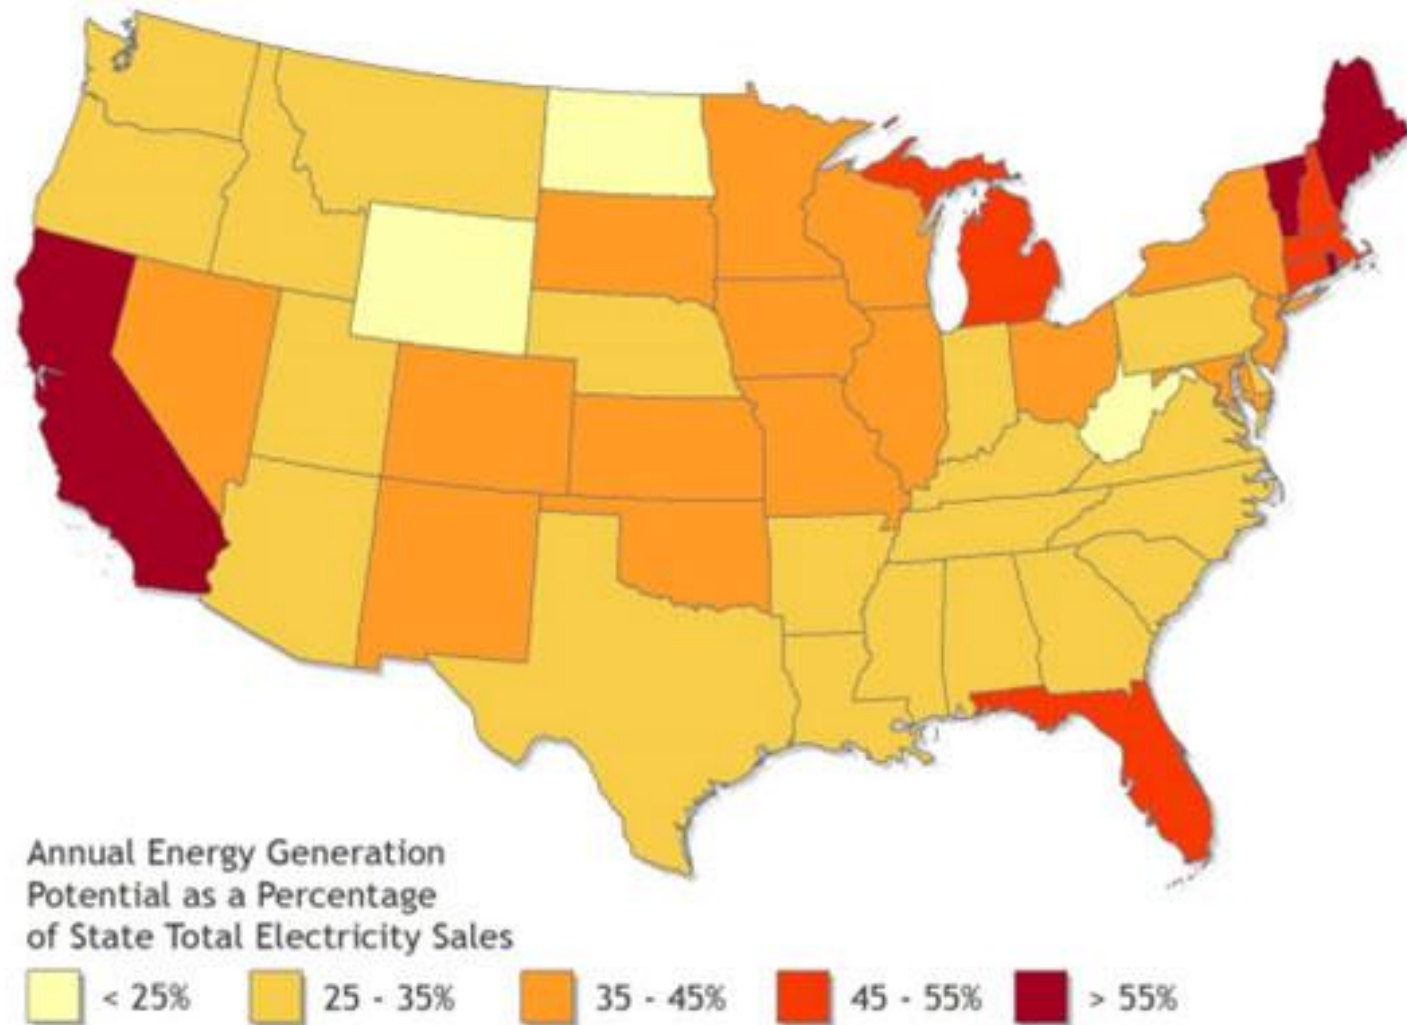 Annual Energy Generation
Potential as a Percentage
of State Total Electricity Sales
< 25% 25 - 35% 35 - 45% 45 - 55% > 55%